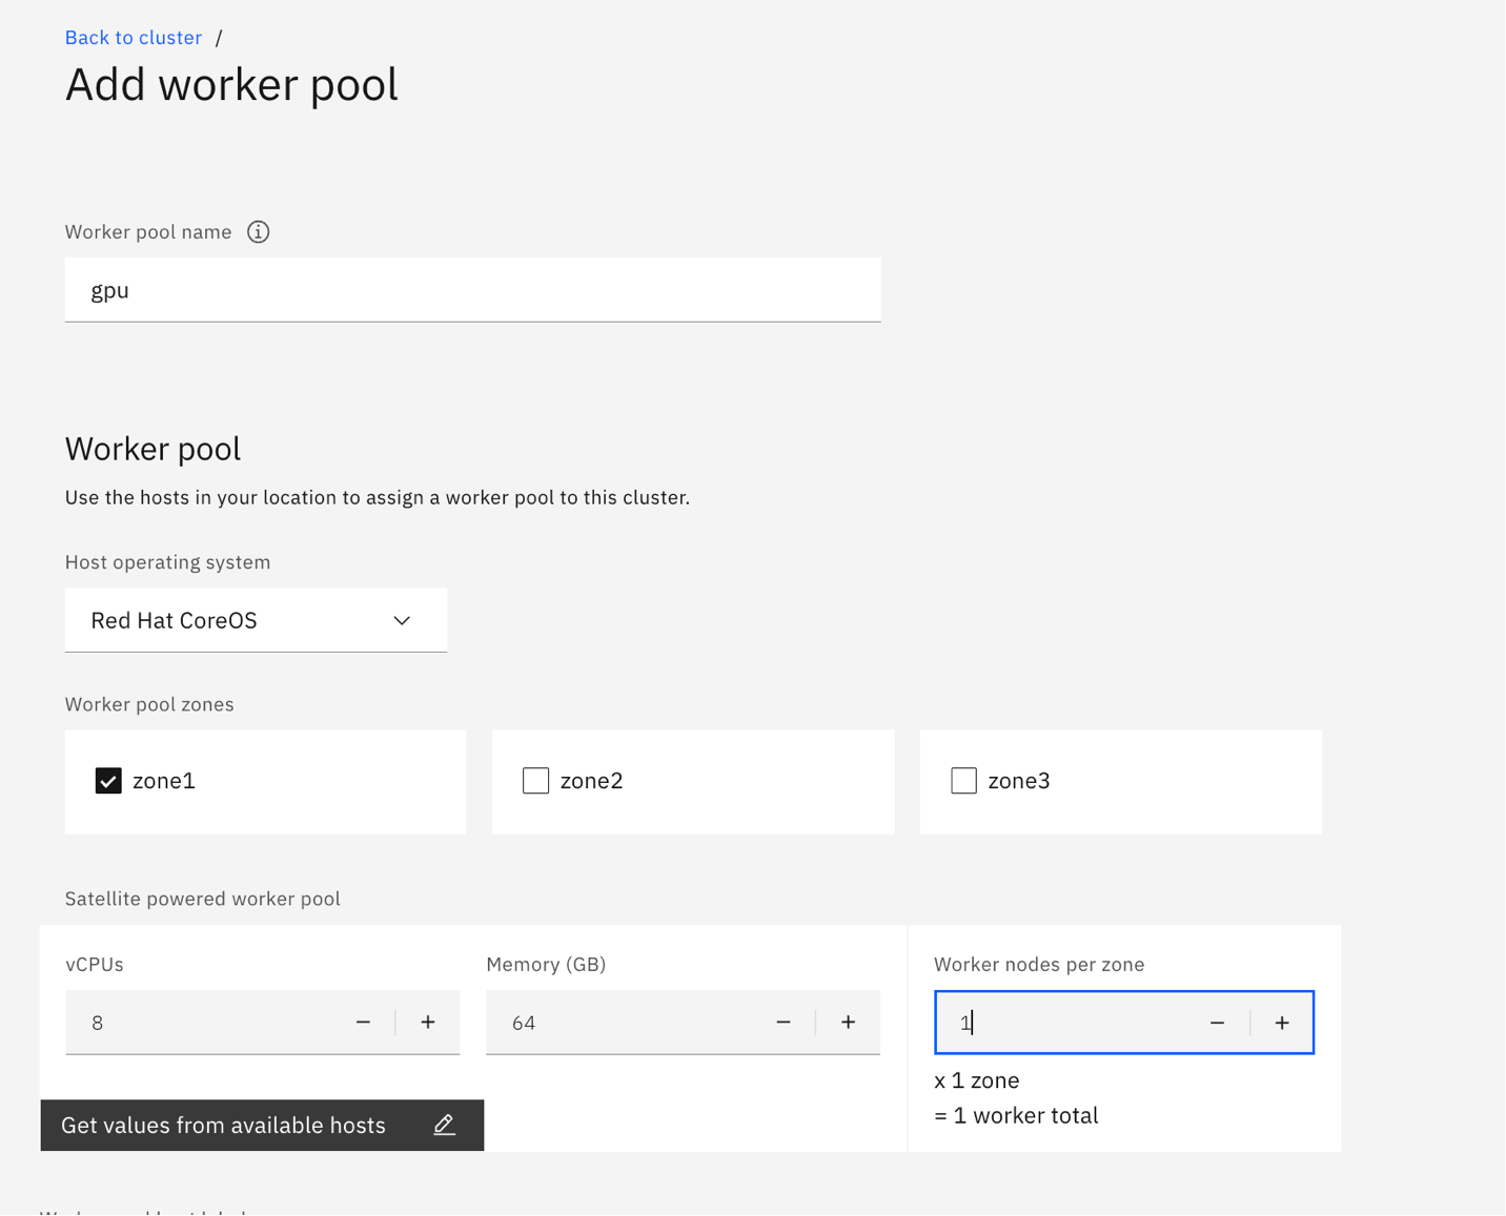 Back to cluster /
Add worker pool
Worker pool name
gpu
Worker pool
Use the hosts in your location to assign a worker pool to this cluster.
Host operating system
Red Hat CoreOS
Worker pool zones
zone1 zone2 zone3
Satellite powered worker pool
vCPUs Memory (GB) Worker nodes per zone
8 − + 64 − + 1 − +
x 1 zone
= 1 worker total
Get values from available hosts